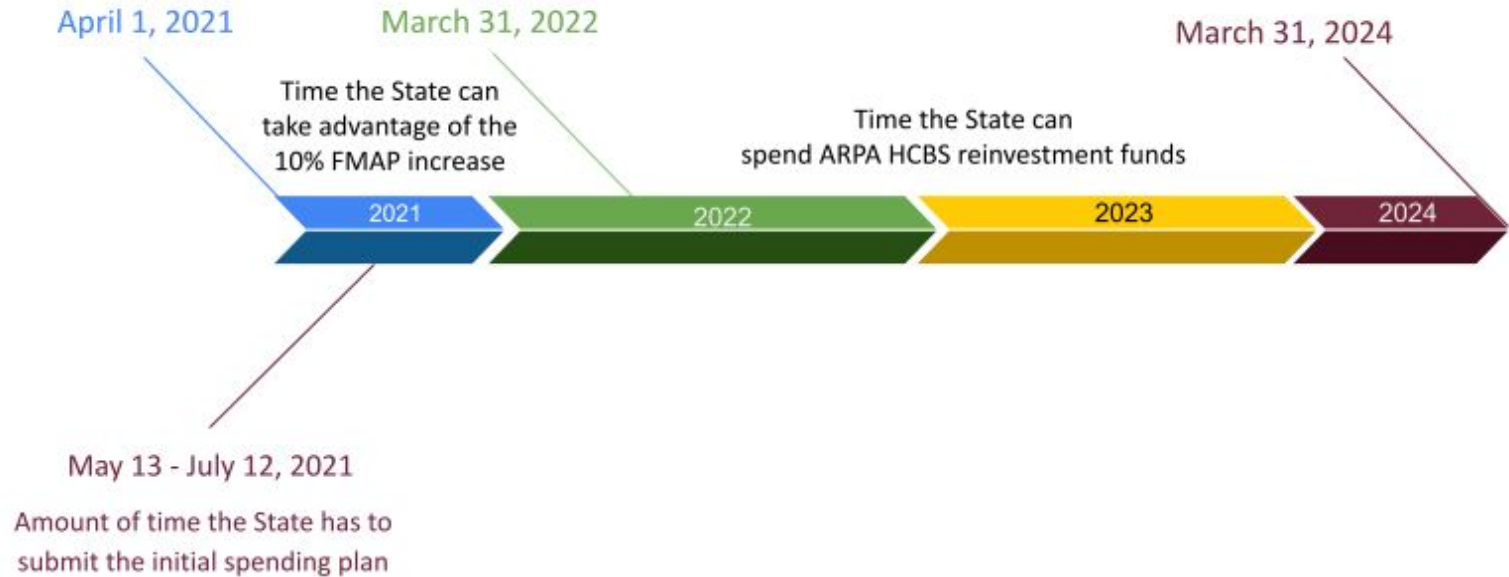 April 1, 2021
March 31, 2022
March 31, 2024
Time the State can
take advantage of the
10% FMAP increase
Time the State can
spend ARPA HCBS reinvestment funds
2021
2022
2023
2024
May 13 - July 12, 2021
Amount of time the State has to
submit the initial spending plan